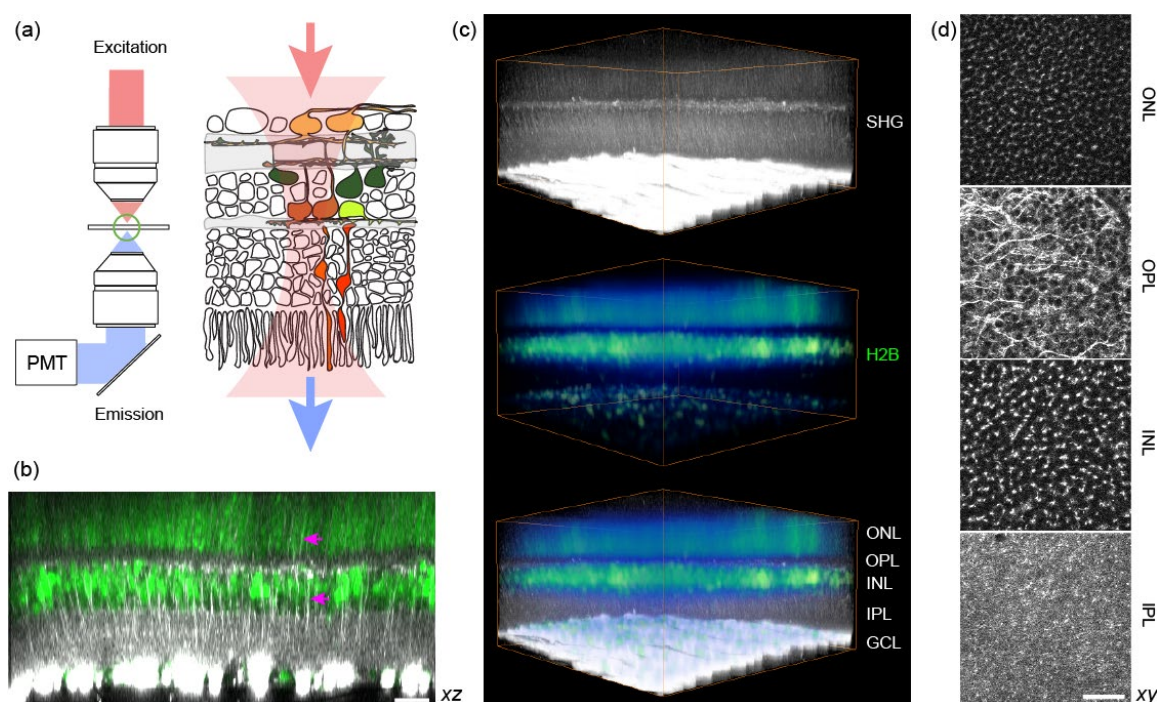 (a)
Excitation
PMT
Emission
(b)
xz
(c)
SHG
H2B
ONL
OPL
INL
IPL
GCL
(d)
ONL
OPL
INL
IPL
xy